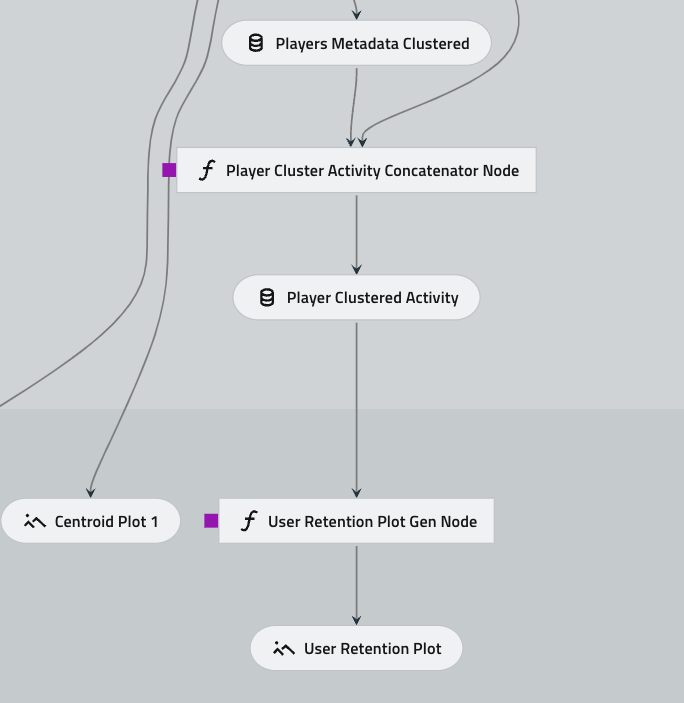 Players Metadata Clustered
Player Cluster Activity Concatenator Node
Player Clustered Activity
Centroid Plot 1
User Retention Plot Gen Node
User Retention Plot